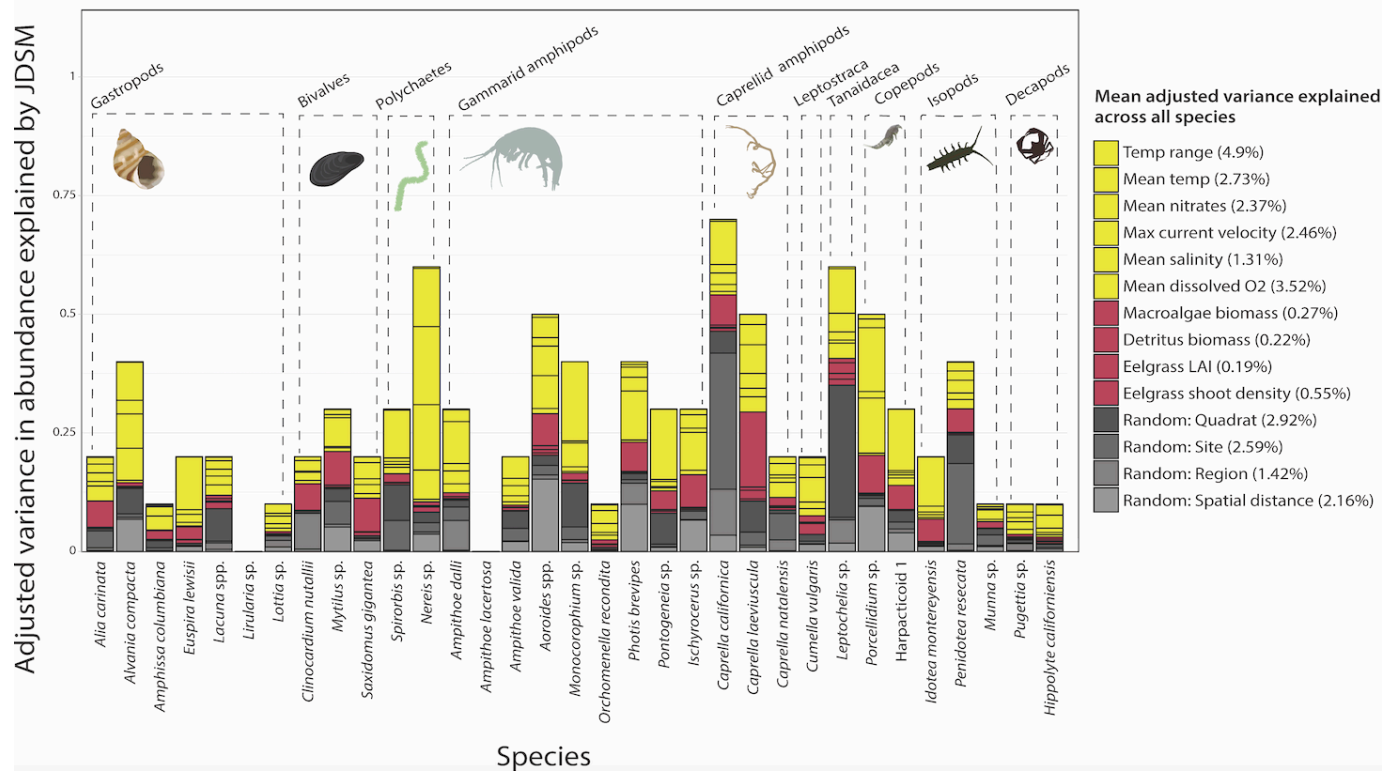 Adjusted variance in abundance explained by JDSM
1
0.75
0.5
0.25
0
Gastropods
Bivalves
Polychaetes
Gammarid amphipods
Caprellid amphipods
Leptostraca
Tanaidacea
Copepods
Isopods
Decapods
Alia carinata
Alvania compacta
Amphissa columbiana
Euspira lewisii
Lacuna spp.
Lirularia sp.
Lottia sp.
Clinocardium nutallii
Mytilus sp.
Saxidomus gigantea
Spirorbis sp.
Nereis sp.
Ampithoe dalli
Ampithoe lacertosa
Ampithoe valida
Aoroides spp.
Monocorophium sp.
Orchomenella recondita
Photis brevipes
Pontogeneia sp.
Ischyrocerus sp.
Caprella californica
Caprella laeviuscula
Caprella natalensis
Cumella vulgaris
Leptochelia sp.
Porcellidium sp.
Harpacticoid 1
Idotea montereyensis
Penidotea resecata
Munna sp.
Pugettia sp.
Hippolyte californiensis
Species
Mean adjusted variance explained
across all species
Temp range (4.9%)
Mean temp (2.73%)
Mean nitrates (2.37%)
Max current velocity (2.46%)
Mean salinity (1.31%)
Mean dissolved O2 (3.52%)
Macroalgae biomass (0.27%)
Detritus biomass (0.22%)
Eelgrass LAI (0.19%)
Eelgrass shoot density (0.55%)
Random: Quadrat (2.92%)
Random: Site (2.59%)
Random: Region (1.42%)
Random: Spatial distance (2.16%)